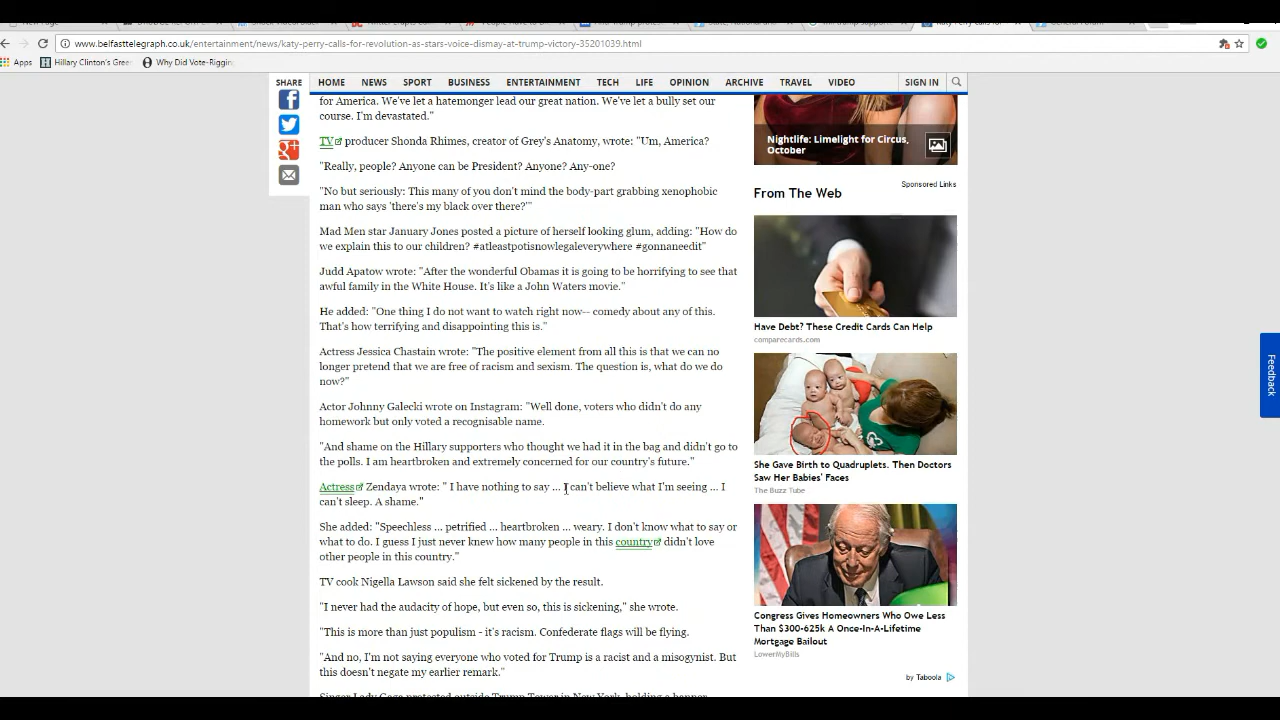 www.belfasttelegraph.co.uk/entertainment/news/katy-perry-calls-for-revolution-as-stars-voice-dismay-at-trump-victory-35201039.html
Apps Hillary Clinton's Gree Why Did Vote-Riggin
SHARE HOME NEWS SPORT BUSINESS ENTERTAINMENT TECH LIFE OPINION ARCHIVE TRAVEL VIDEO SIGN IN
for America. We've let a hatemonger lead our great nation. We've let a bully set our
course. I'm devastated."
TV producer Shonda Rhimes, creator of Grey's Anatomy, wrote: "Um, America?
"Really, people? Anyone can be President? Anyone? Any-one?
"No but seriously: This many of you don't mind the body-part grabbing xenophobic
man who says 'there's my black over there?'"
Mad Men star January Jones posted a picture of herself looking glum, adding: "How do
we explain this to our children? #atleastpotisnowlegaleverywhere #gonnaneedit"
Judd Apatow wrote: "After the wonderful Obamas it is going to be horrifying to see that
awful family in the White House. It's like a John Waters movie."
He added: "One thing I do not want to watch right now-- comedy about any of this.
That's how terrifying and disappointing this is."
Actress Jessica Chastain wrote: "The positive element from all this is that we can no
longer pretend that we are free of racism and sexism. The question is, what do we do
now?"
Actor Johnny Galecki wrote on Instagram: "Well done, voters who didn't do any
homework but only voted a recognisable name.
"And shame on the Hillary supporters who thought we had it in the bag and didn't go to
the polls. I am heartbroken and extremely concerned for our country's future."
Actress Zendaya wrote: " I have nothing to say ... I can't believe what I'm seeing ... I
can't sleep. A shame."
She added: "Speechless ... petrified ... heartbroken ... weary. I don't know what to say or
what to do. I guess I just never knew how many people in this country didn't love
other people in this country."
TV cook Nigella Lawson said she felt sickened by the result.
"I never had the audacity of hope, but even so, this is sickening," she wrote.
"This is more than just populism - it's racism. Confederate flags will be flying.
"And no, I'm not saying everyone who voted for Trump is a racist and a misogynist. But
this doesn't negate my earlier remark."
Singer Lady Gaga protested outside Trump Tower in New York, holding a banner
Nightlife: Limelight for Circus,
October
Sponsored Links
From The Web
Have Debt? These Credit Cards Can Help
comparecards.com
She Gave Birth to Quadruplets. Then Doctors
Saw Her Babies' Faces
The Buzz Tube
Congress Gives Homeowners Who Owe Less
Than $300-625k A Once-In-A-Lifetime
Mortgage Bailout
LowerMyBills
by Taboola
Feedback